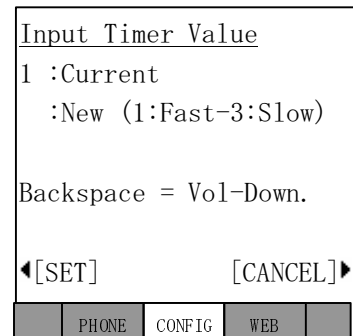 Input Timer Value
1 :Current
:New (1:Fast-3:Slow)
Backspace = Vol-Down.
[SET] [CANCEL]
PHONE CONFIG WEB